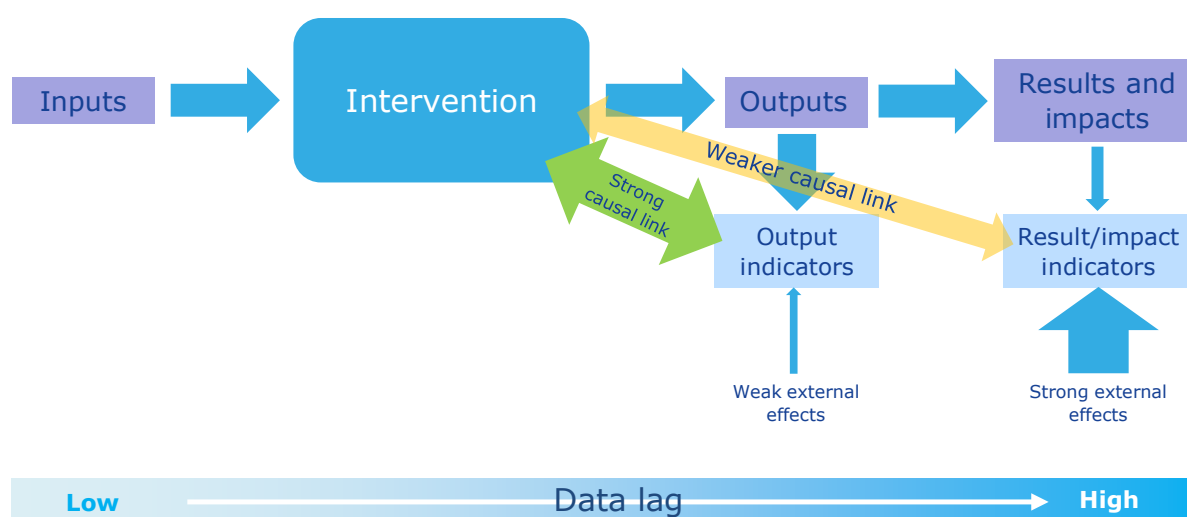 Inputs
Intervention
Outputs
Results and
impacts
Weaker causal link
Strong
causal link
Output
indicators
Result/impact
indicators
Weak external
effects
Strong external
effects
Low
Data lag
High